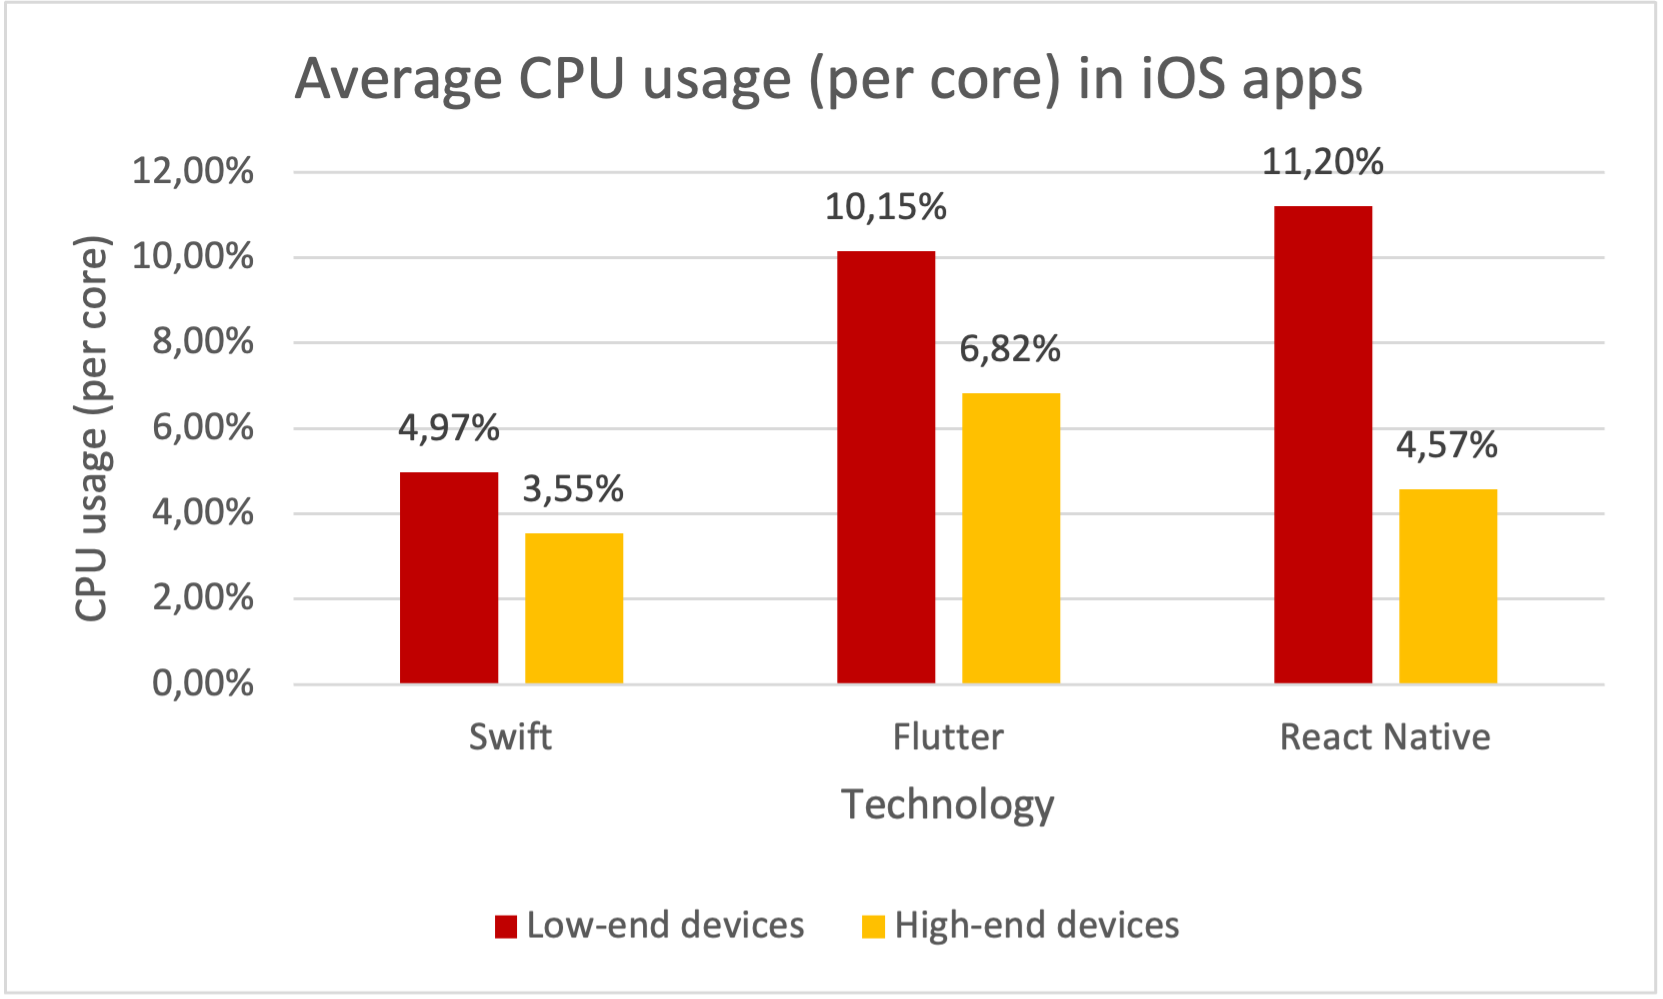 Average CPU usage (per core) in iOS apps
CPU usage (per core)
12,00%
10,00%
8,00%
6,00%
4,00%
2,00%
0,00%
4,97%
3,55%
10,15%
6,82%
11,20%
4,57%
Swift
Flutter
React Native
Technology
Low-end devices
High-end devices